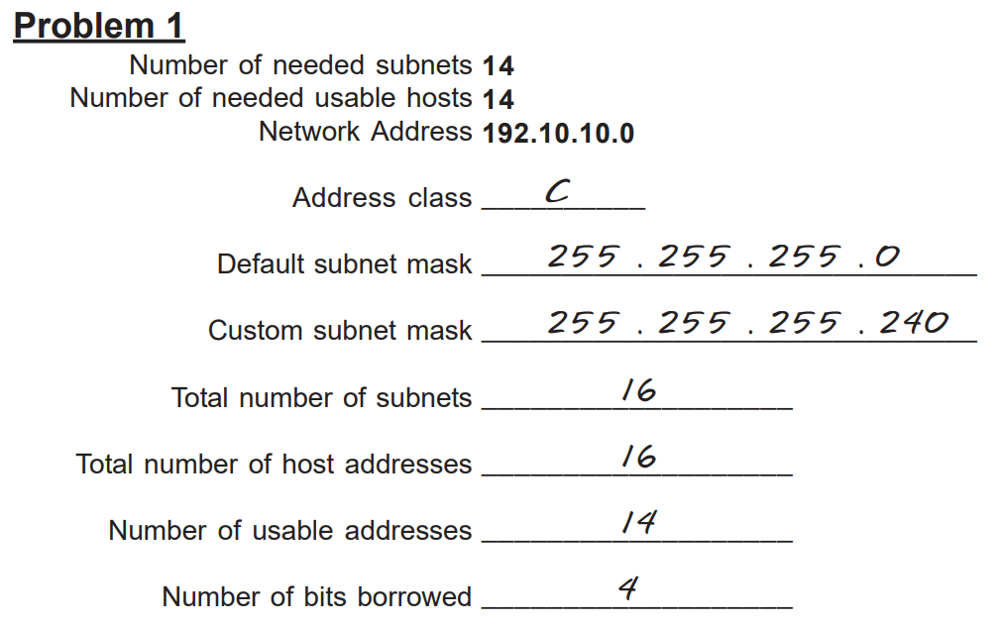 Problem 1
Number of needed subnets 14
Number of needed usable hosts 14
Network Address 192.10.10.0
Address class C
Default subnet mask 255 . 255 . 255 . 0
Custom subnet mask 255 . 255 . 255 . 240
Total number of subnets 16
Total number of host addresses 16
Number of usable addresses 14
Number of bits borrowed 4